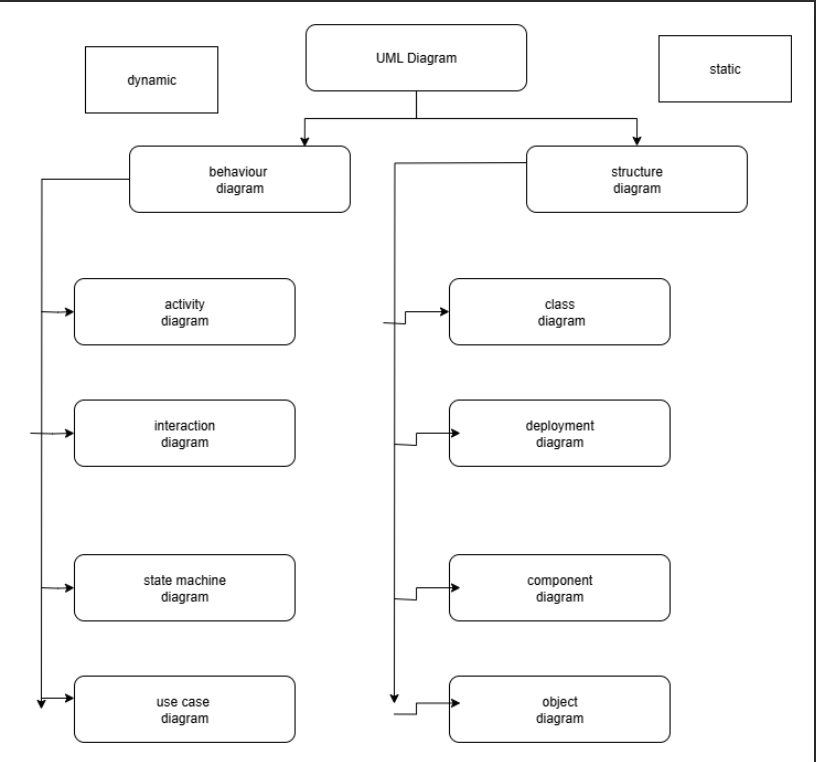 UML Diagram
dynamic
static
behaviour
diagram
structure
diagram
activity
diagram
class
diagram
interaction
diagram
deployment
diagram
state machine
diagram
component
diagram
use case
diagram
object
diagram